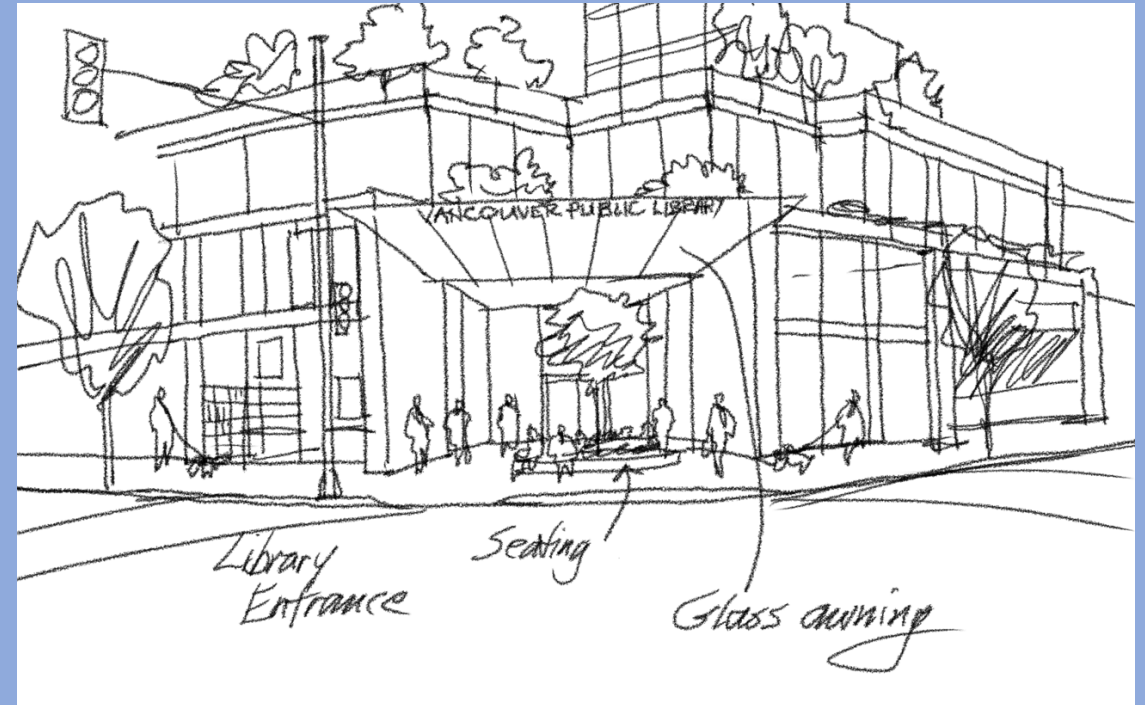 VANCOUVER PUBLIC LIBRARY
Library
Entrance
Seating
Glass awning